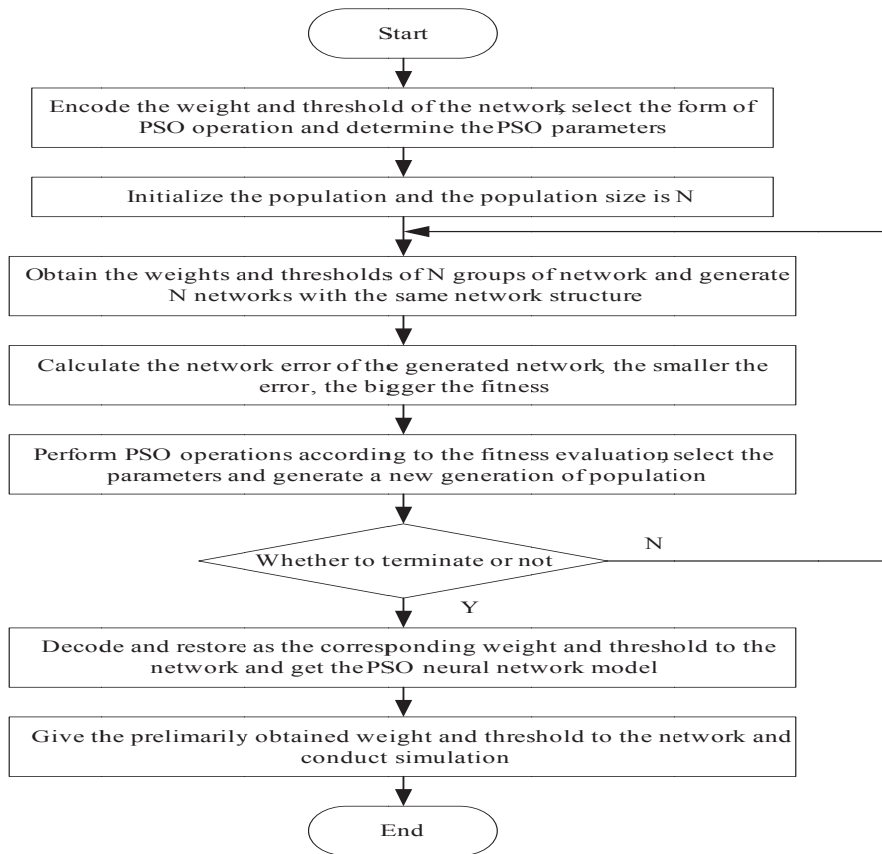 Start
Encode the weight and threshold of the network, select the form of
PSO operation and determine the PSO parameters
Initialize the population and the population size is N
Obtain the weights and thresholds of N groups of network and generate
N networks with the same network structure
Calculate the network error of the generated network, the smaller the
error, the bigger the fitness
Perform PSO operations according to the fitness evaluation, select the
parameters and generate a new generation of population
Whether to terminate or not
N
Y
Decode and restore as the corresponding weight and threshold to the
network and get the PSO neural network model
Give the prelimarily obtained weight and threshold to the network and
conduct simulation
End